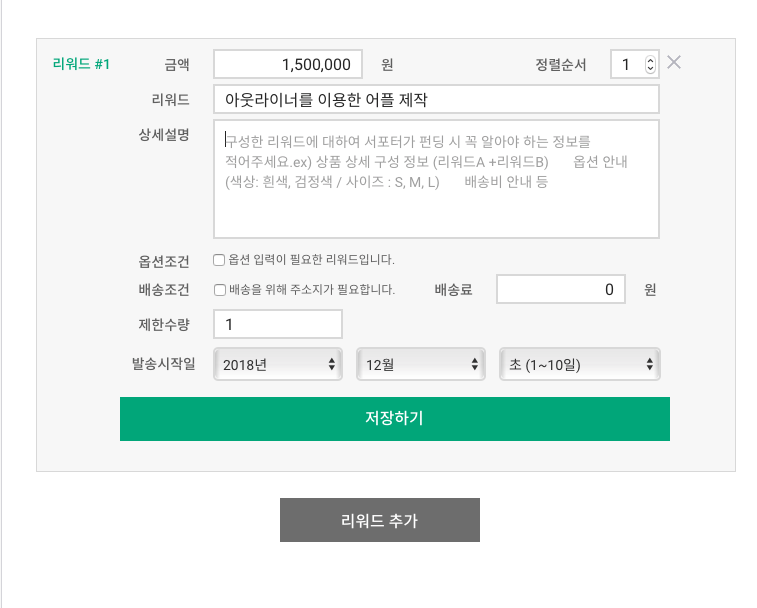 리워드 #1 금액 1,500,000 원 정렬순서 1
리워드 아웃라이너를 이용한 어플 제작
상세설명 구성한 리워드에 대하여 서포터가 펀딩 시 꼭 알아야 하는 정보를
적어주세요.ex) 상품 상세 구성 정보 (리워드A +리워드B) 옵션 안내
(색상: 흰색, 검정색 / 사이즈 : S, M, L) 배송비 안내 등
옵션조건 옵션 입력이 필요한 리워드입니다.
배송조건 배송을 위해 주소지가 필요합니다. 배송료 0 원
제한수량 1
발송시작일 2018년 12월 초 (1~10일)
저장하기
리워드 추가